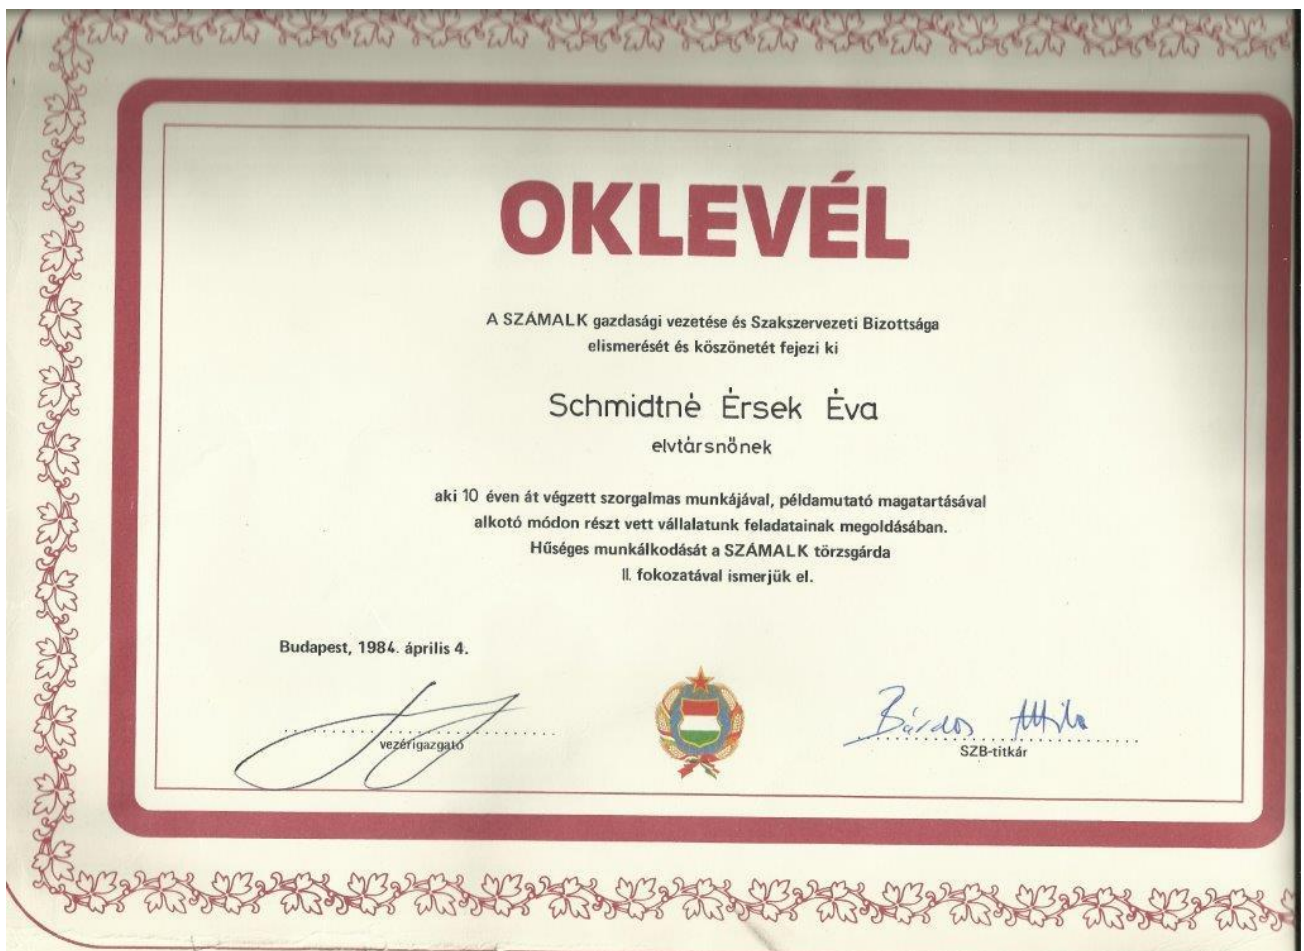 OKLEVÉL
A SZÁMALK gazdasági vezetése és Szakszervezeti Bizottsága
elismerését és köszönetét fejezi ki
Schmidtné Érsek Éva
elvtársnőnek
aki 10 éven át végzett szorgalmas munkájával, példamutató magatartásával
alkotó módon részt vett vállalatunk feladatainak megoldásában.
Hűséges munkálkodását a SZÁMALK törzsgárda
II. fokozatával ismerjük el.
Budapest, 1984. április 4.
vezérigazgató
Bárdos Attila
SZB-titkár